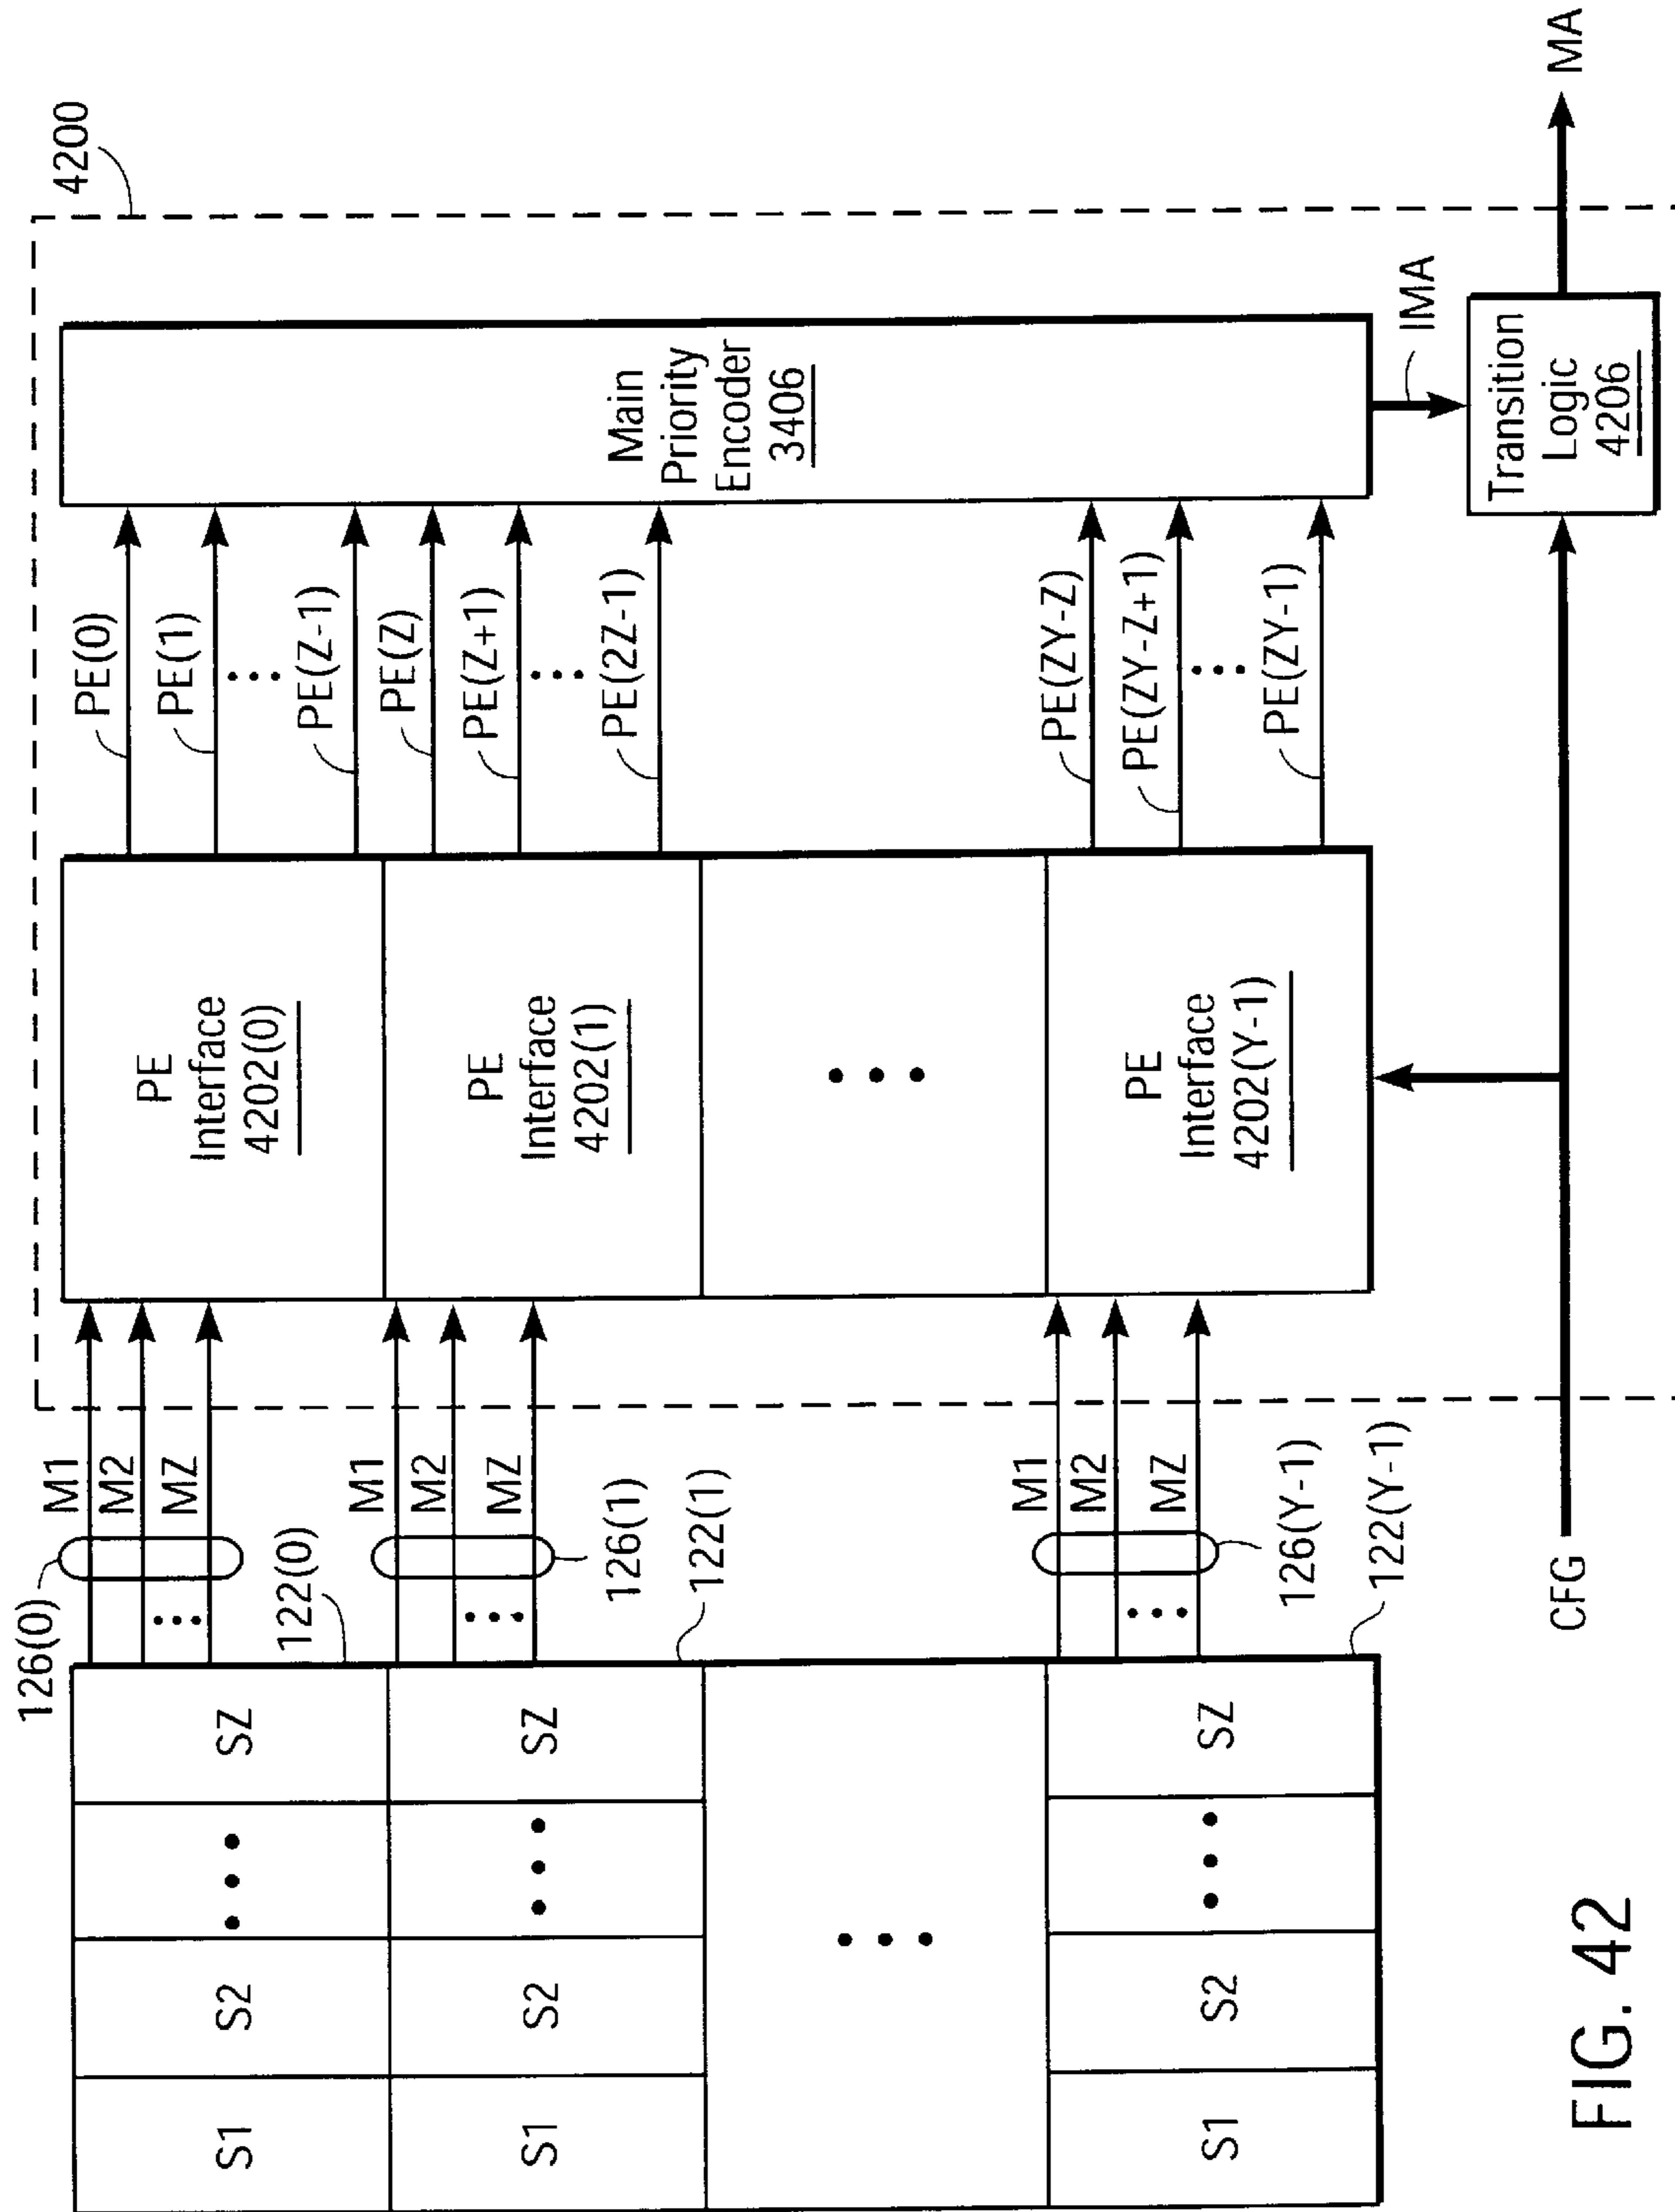 4200
126(0)
M1
M2
MZ
S1
S2
SZ
122(0)
PE
Interface
4202(0)
PE(0)
PE(1)
PE(Z-1)
M1
M2
MZ
126(1)
S1
S2
SZ
122(1)
PE
Interface
4202(1)
PE(Z)
PE(Z+1)
PE(2Z-1)
Main
Priority
Encoder
3406
M1
M2
MZ
126(Y-1)
S1
S2
SZ
122(Y-1)
PE
Interface
4202(Y-1)
PE(ZY-Z)
PE(ZY-Z+1)
PE(ZY-1)
IMA
CFG
Transition
Logic
4206
MA
FIG. 42